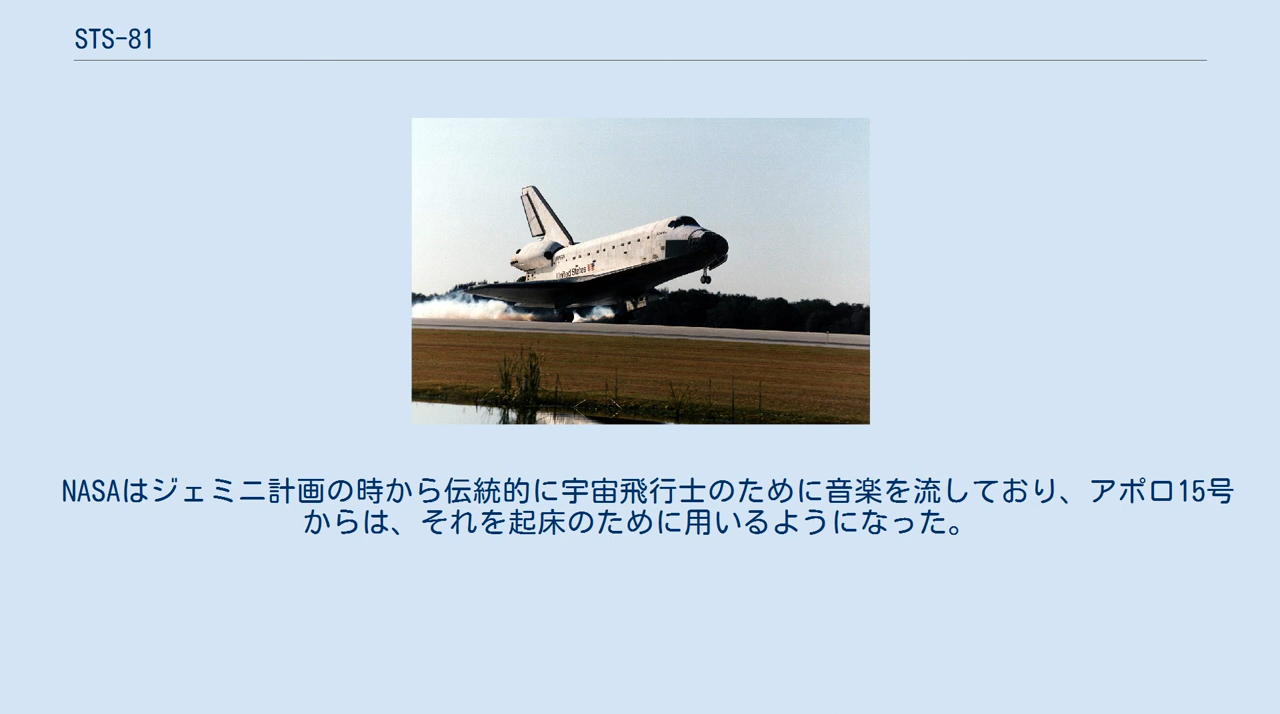 STS-81
United States
NASAはジェミニ計画の時から伝統的に宇宙飛行士のために音楽を流しており、アポロ15号
からは、それを起床のために用いるようになった。